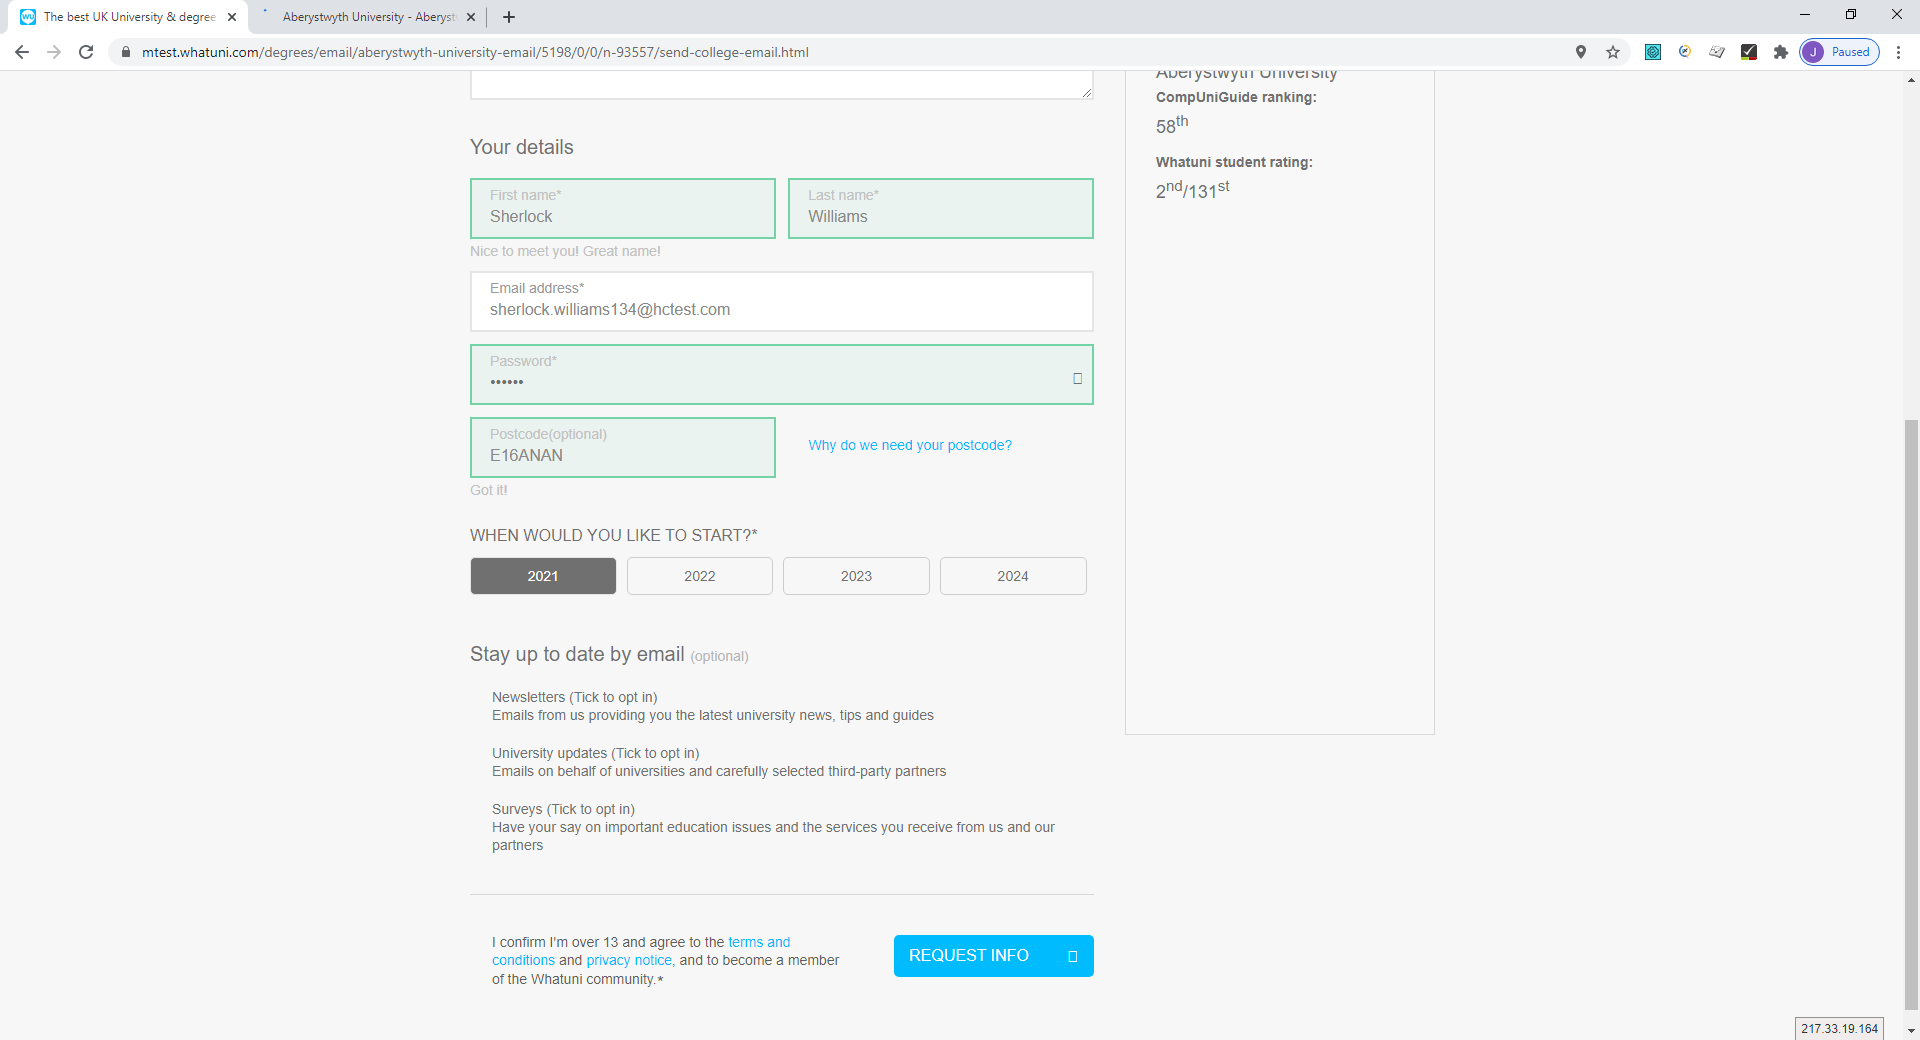 The best UK University & degree
Aberystwyth University - Aberyst
mtest.whatuni.com/degrees/email/aberystwyth-university-email/5198/0/0/n-93557/send-college-email.html
J Paused
Aberystwyth University
CompUniGuide ranking:
58th
Whatuni student rating:
2nd/131st
Your details
First name*
Sherlock
Last name*
Williams
Nice to meet you! Great name!
Email address*
sherlock.williams134@hctest.com
Password*
••••••
Postcode(optional)
E16ANAN
Why do we need your postcode?
Got it!
WHEN WOULD YOU LIKE TO START?*
2021 2022 2023 2024
Stay up to date by email (optional)
Newsletters (Tick to opt in)
Emails from us providing you the latest university news, tips and guides
University updates (Tick to opt in)
Emails on behalf of universities and carefully selected third-party partners
Surveys (Tick to opt in)
Have your say on important education issues and the services you receive from us and our
partners
I confirm I'm over 13 and agree to the terms and
conditions and privacy notice, and to become a member
of the Whatuni community.*
REQUEST INFO
217.33.19.164